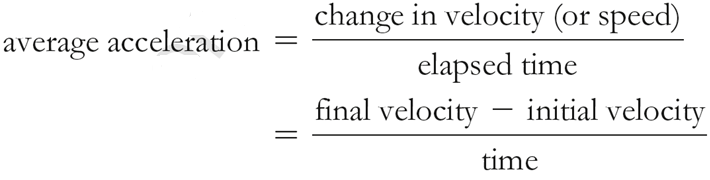 average acceleration = change in velocity (or speed) / elapsed time
= final velocity − initial velocity / time